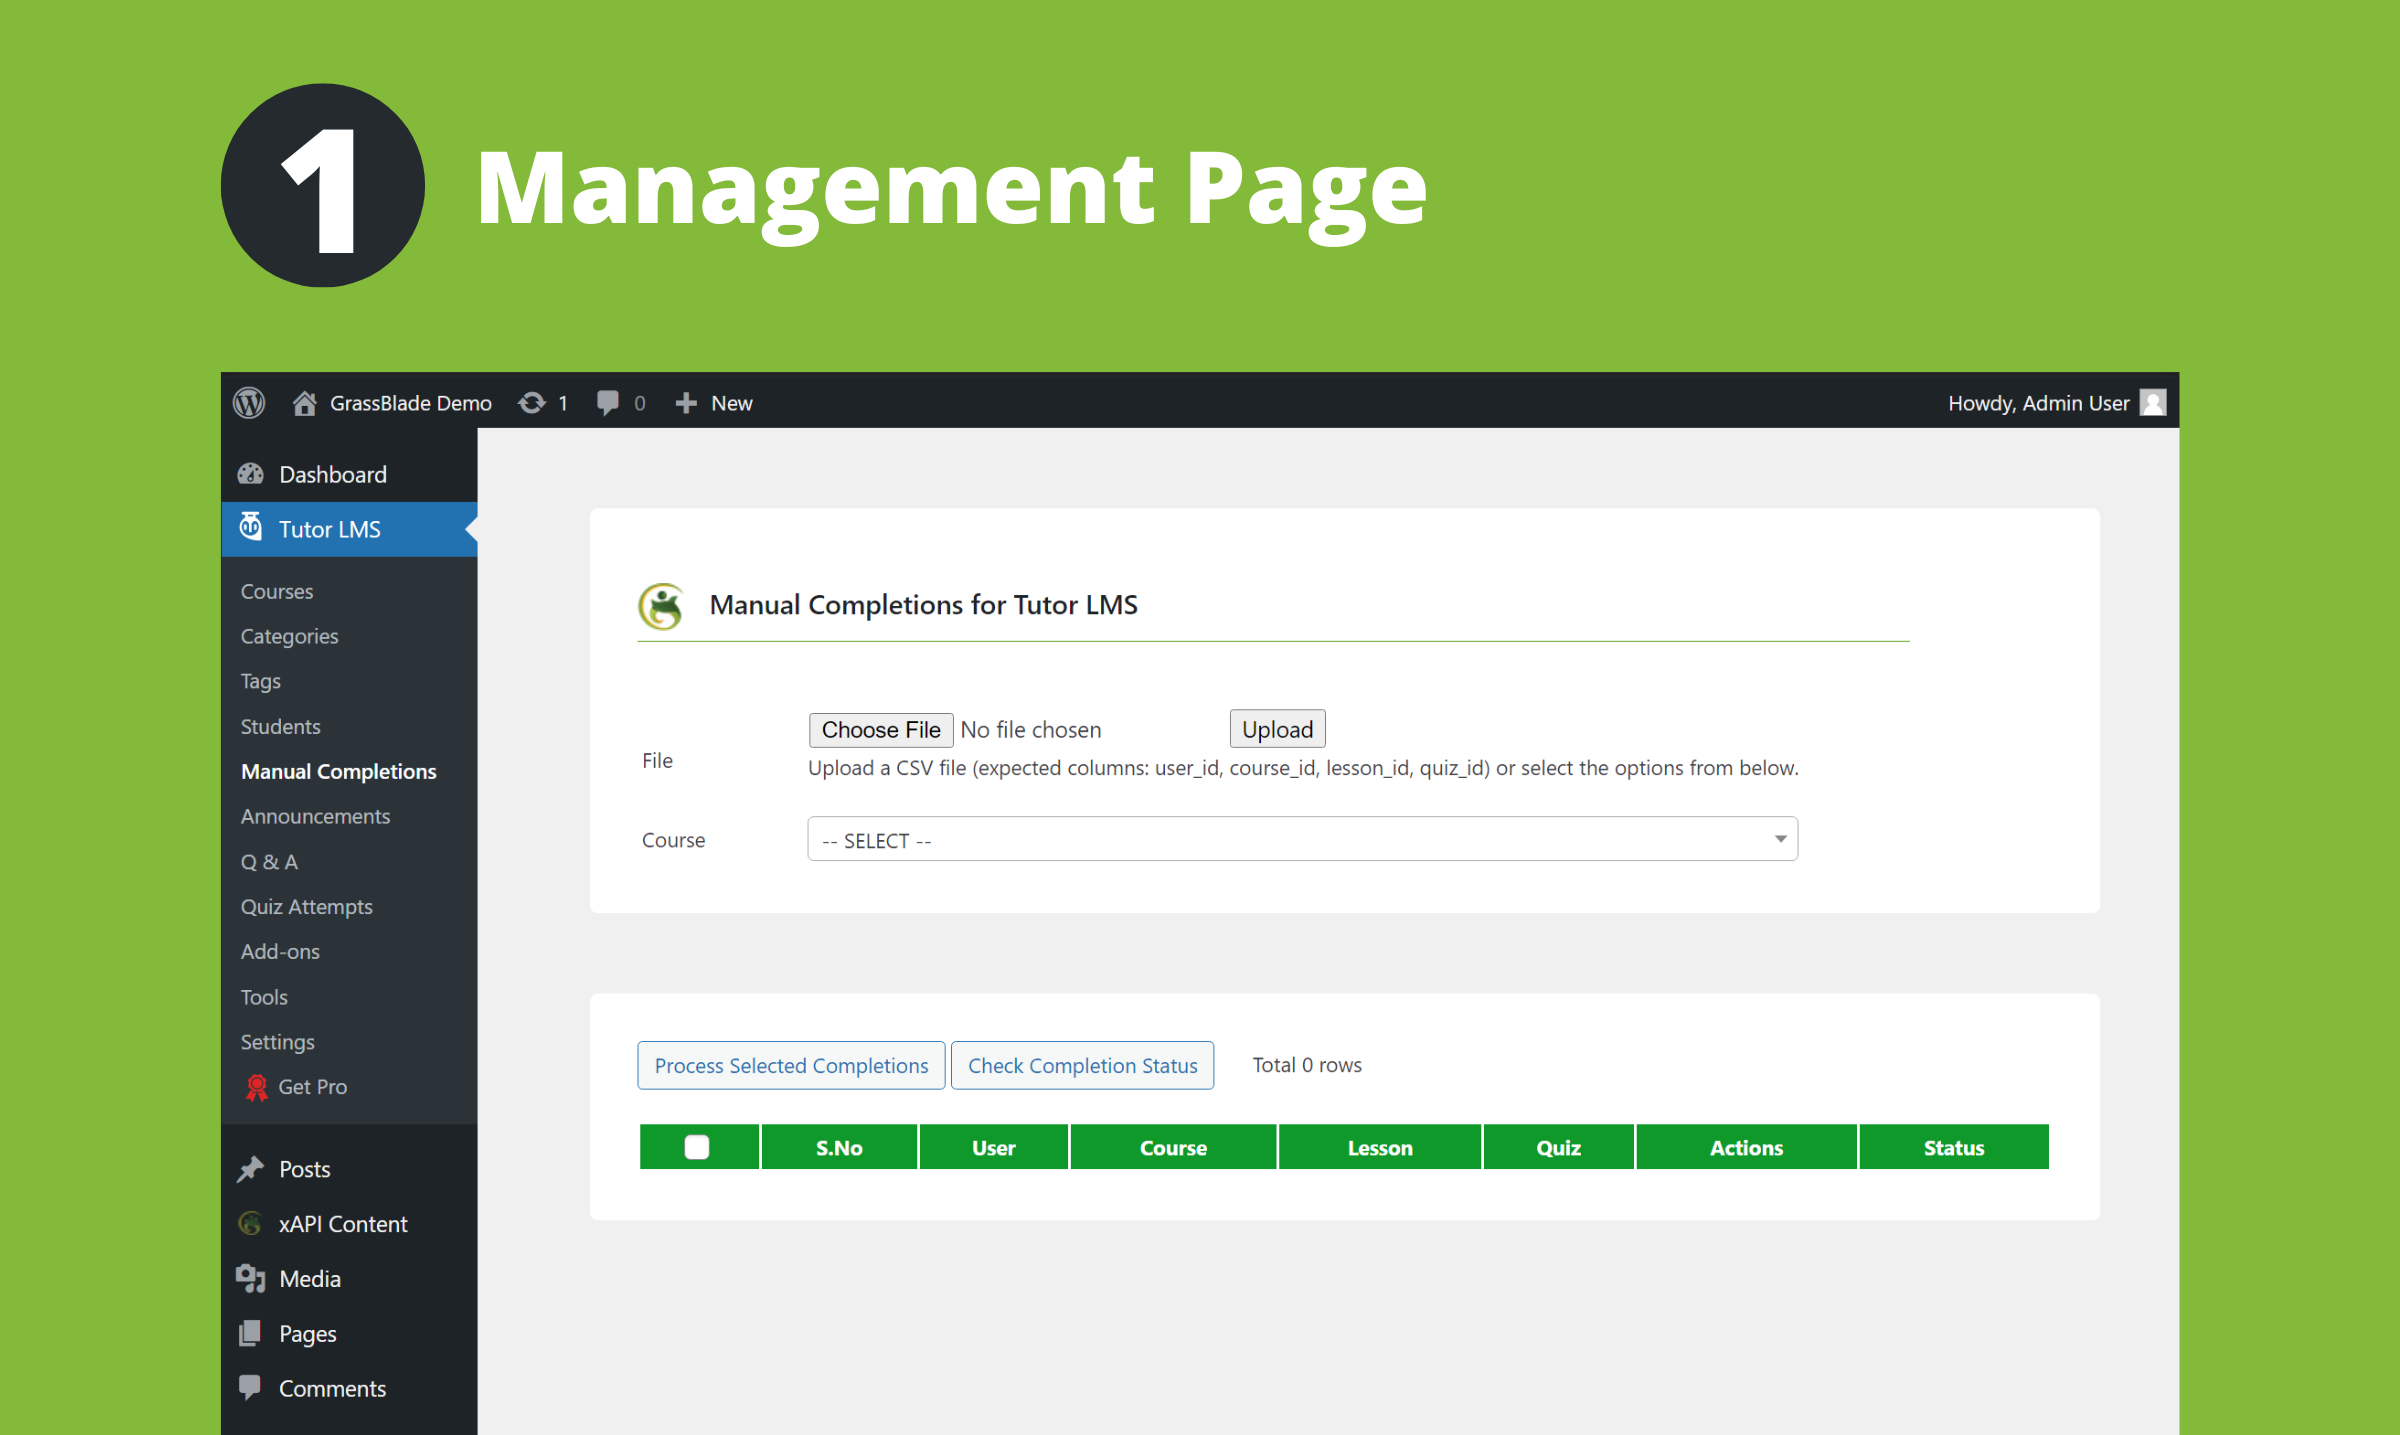 1
Management Page
GrassBlade Demo 1 0 New Howdy, Admin User
Dashboard
Tutor LMS
Courses
Categories
Tags
Students
Manual Completions
Announcements
Q & A
Quiz Attempts
Add-ons
Tools
Settings
Get Pro
Posts
xAPI Content
Media
Pages
Comments
Manual Completions for Tutor LMS
File
Choose File No file chosen Upload
Upload a CSV file (expected columns: user_id, course_id, lesson_id, quiz_id) or select the options from below.
Course -- SELECT --
Process Selected Completions Check Completion Status Total 0 rows
S.No User Course Lesson Quiz Actions Status